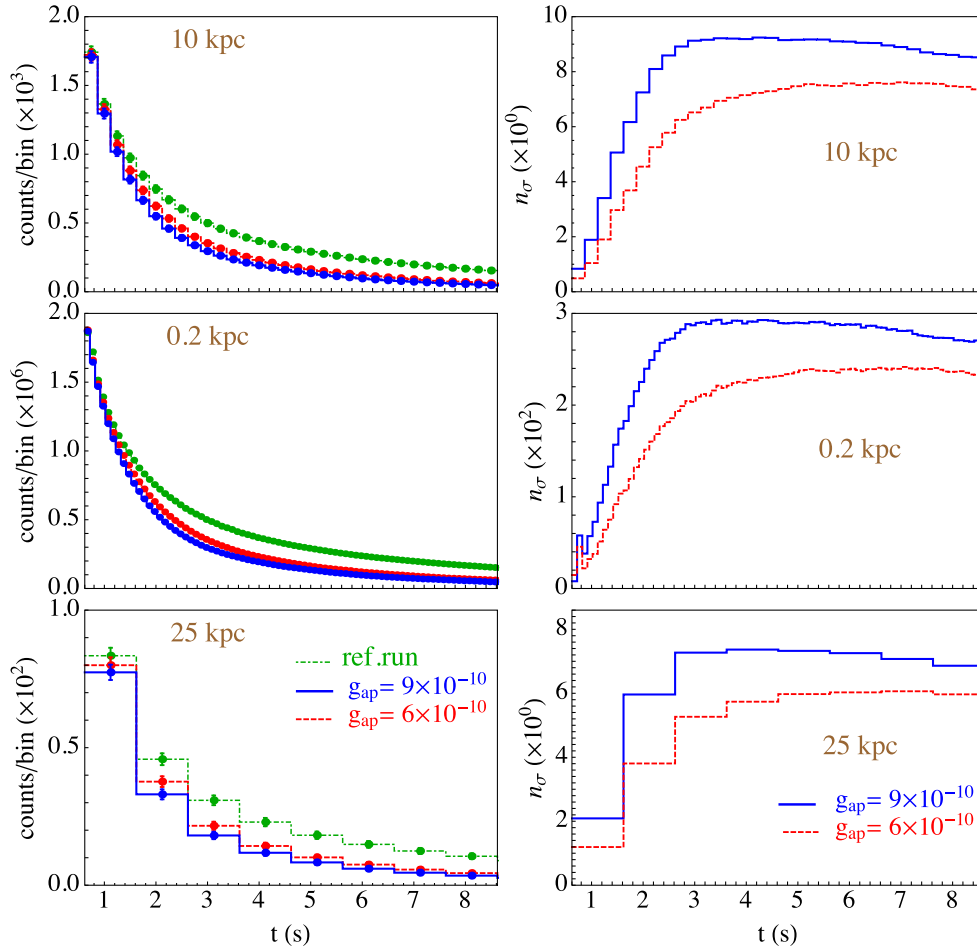 2.0
1.5
1.0
0.5
0.0
counts/bin (×10³)
10 kpc
10
8
6
4
2
0
nσ (×10⁰)
10 kpc
2.0
1.5
1.0
0.5
0.0
counts/bin (×10⁶)
0.2 kpc
3
2
1
0
nσ (×10²)
0.2 kpc
1.0
0.5
0.0
counts/bin (×10²)
25 kpc
ref.run
g_ap= 9×10⁻¹⁰
g_ap= 6×10⁻¹⁰
1 2 3 4 5 6 7 8
t (s)
8
6
4
2
0
nσ (×10⁰)
25 kpc
g_ap= 9×10⁻¹⁰
g_ap= 6×10⁻¹⁰
1 2 3 4 5 6 7 8
t (s)